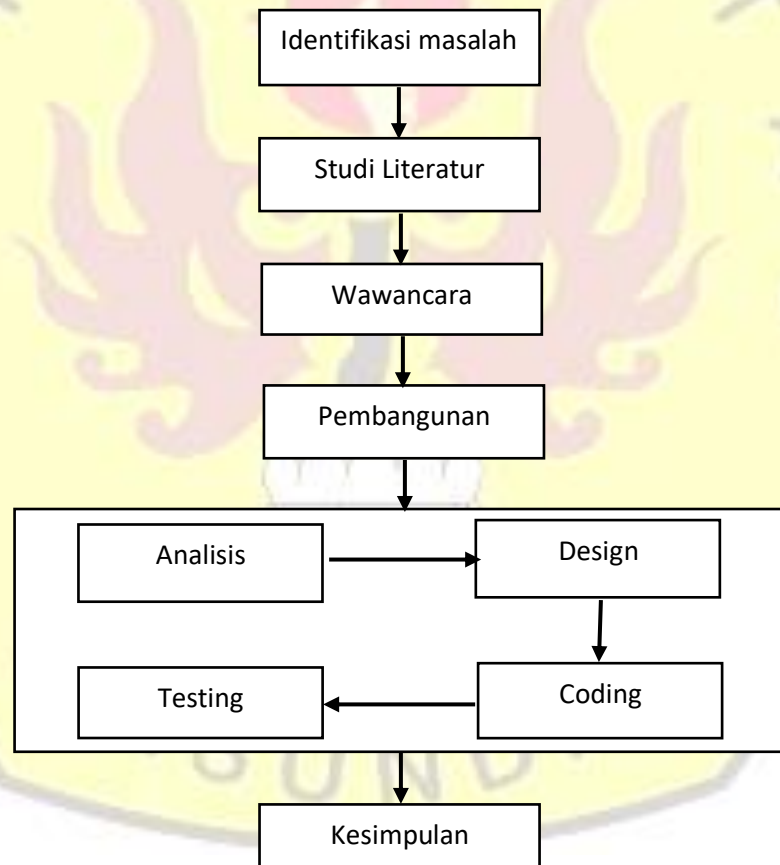 Identifikasi masalah
Studi Literatur
Wawancara
Pembangunan
Analisis
Design
Testing
Coding
Kesimpulan